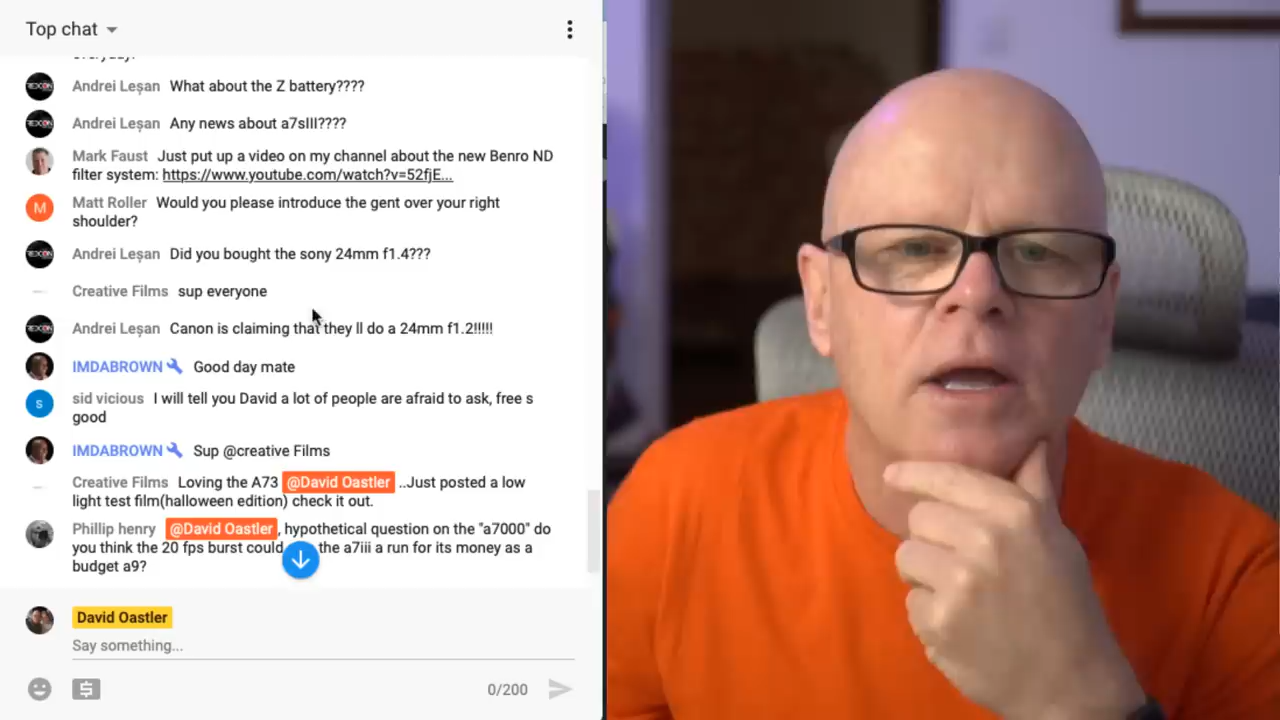 Top chat
everyday!
Andrei Leșan What about the Z battery????
Andrei Leșan Any news about a7sIII????
Mark Faust Just put up a video on my channel about the new Benro ND
filter system: https://www.youtube.com/watch?v=52fjE...
M
Matt Roller Would you please introduce the gent over your right
shoulder?
Andrei Leșan Did you bought the sony 24mm f1.4???
Creative Films sup everyone
Andrei Leșan Canon is claiming that they ll do a 24mm f1.2!!!!!
IMDABROWN Good day mate
s
sid vicious I will tell you David a lot of people are afraid to ask, free s
good
IMDABROWN Sup @creative Films
Creative Films Loving the A73 @David Oastler ..Just posted a low
light test film(halloween edition) check it out.
Phillip henry @David Oastler, hypothetical question on the "a7000" do
you think the 20 fps burst could the a7iii a run for its money as a
budget a9?
David Oastler
Say something...
0/200